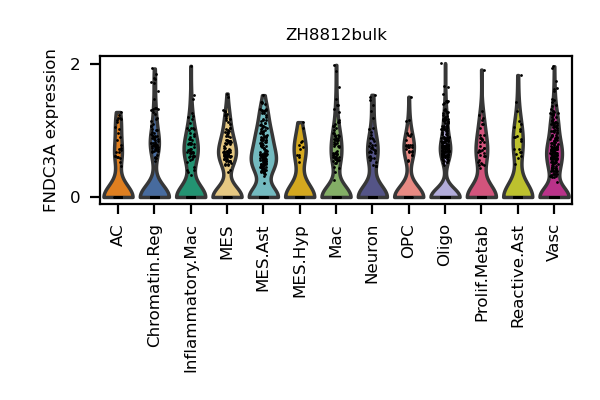 ZH8812bulk
FNDC3A expression
2
0
AC
Chromatin.Reg
Inflammatory.Mac
MES
MES.Ast
MES.Hyp
Mac
Neuron
OPC
Oligo
Prolif.Metab
Reactive.Ast
Vasc